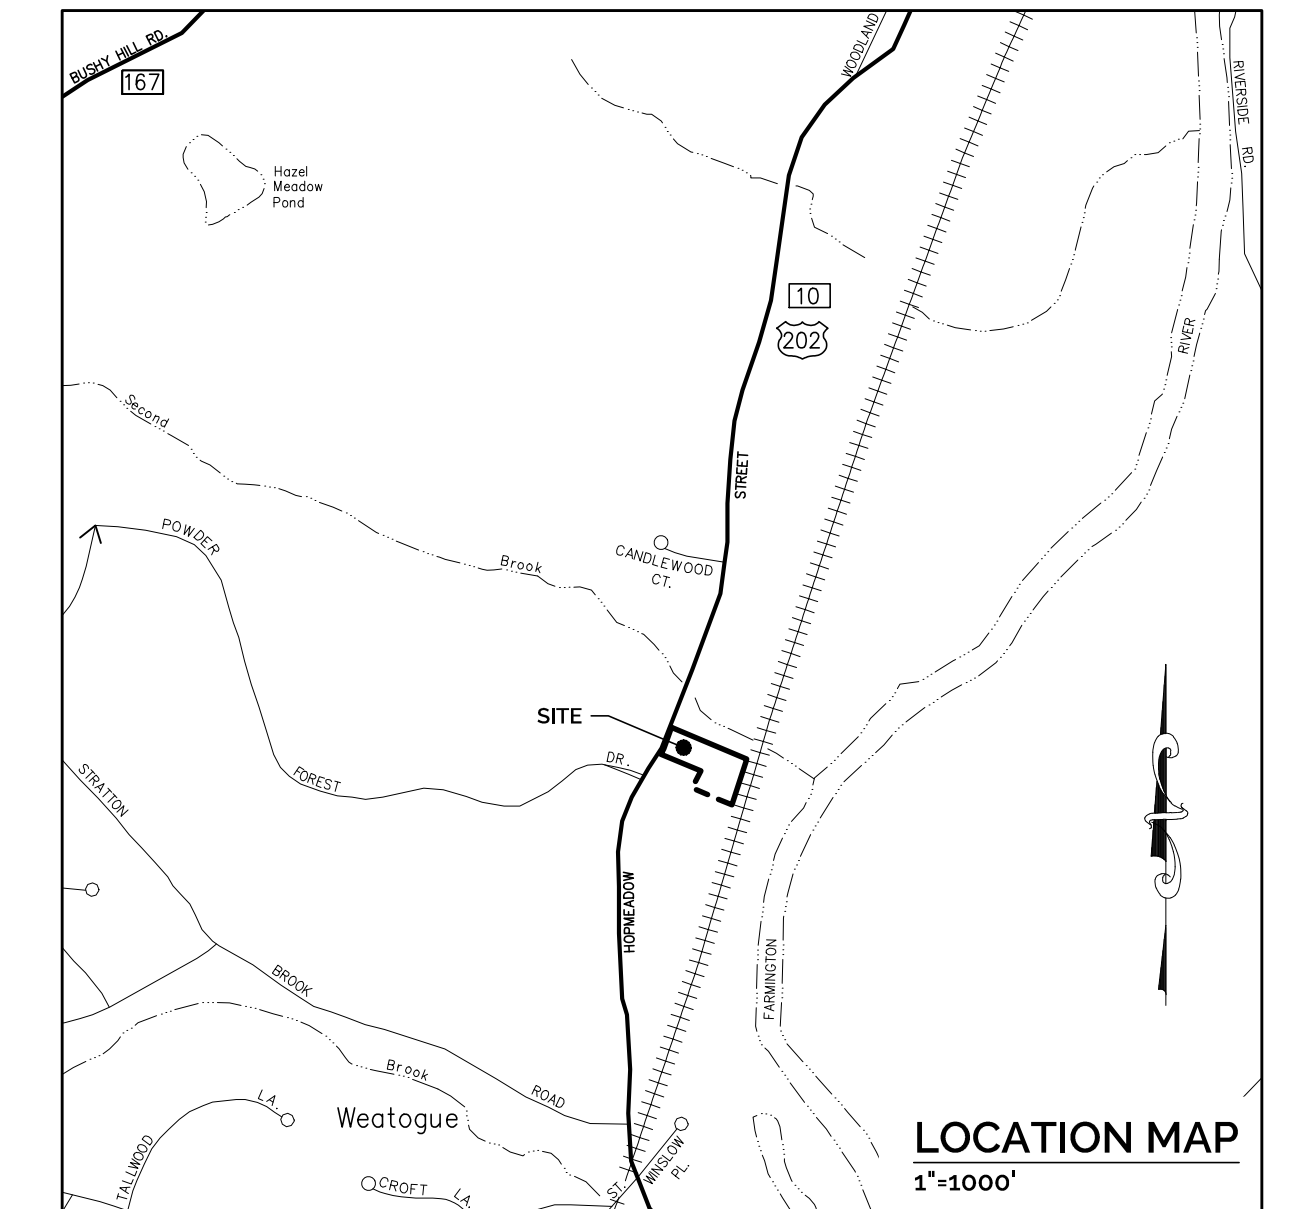 BUSHY HILL RD.
167
WOODLAND
RIVERSIDE RD.
Hazel
Meadow
Pond
10
202
RIVER
Second
STREET
POWDER
Brook
CANDLEWOOD
CT.
SITE
DR.
FOREST
STRATTON
HOPMEADOW
FARMINGTON
BROOK
Brook
ROAD
LA.
Weatogue
TALLWOOD
CROFT
LA.
ST.
WINSLOW
PL.
LOCATION MAP
1"=1000'